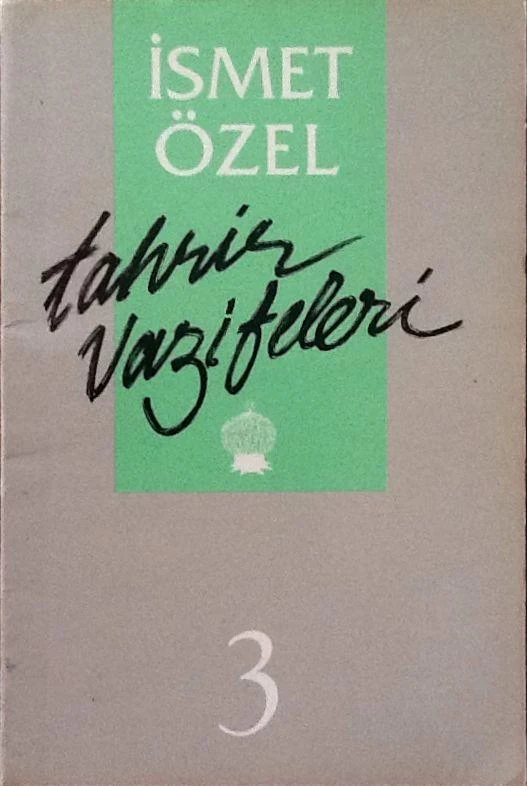 İSMET
ÖZEL
tahrir
vazifeleri
3